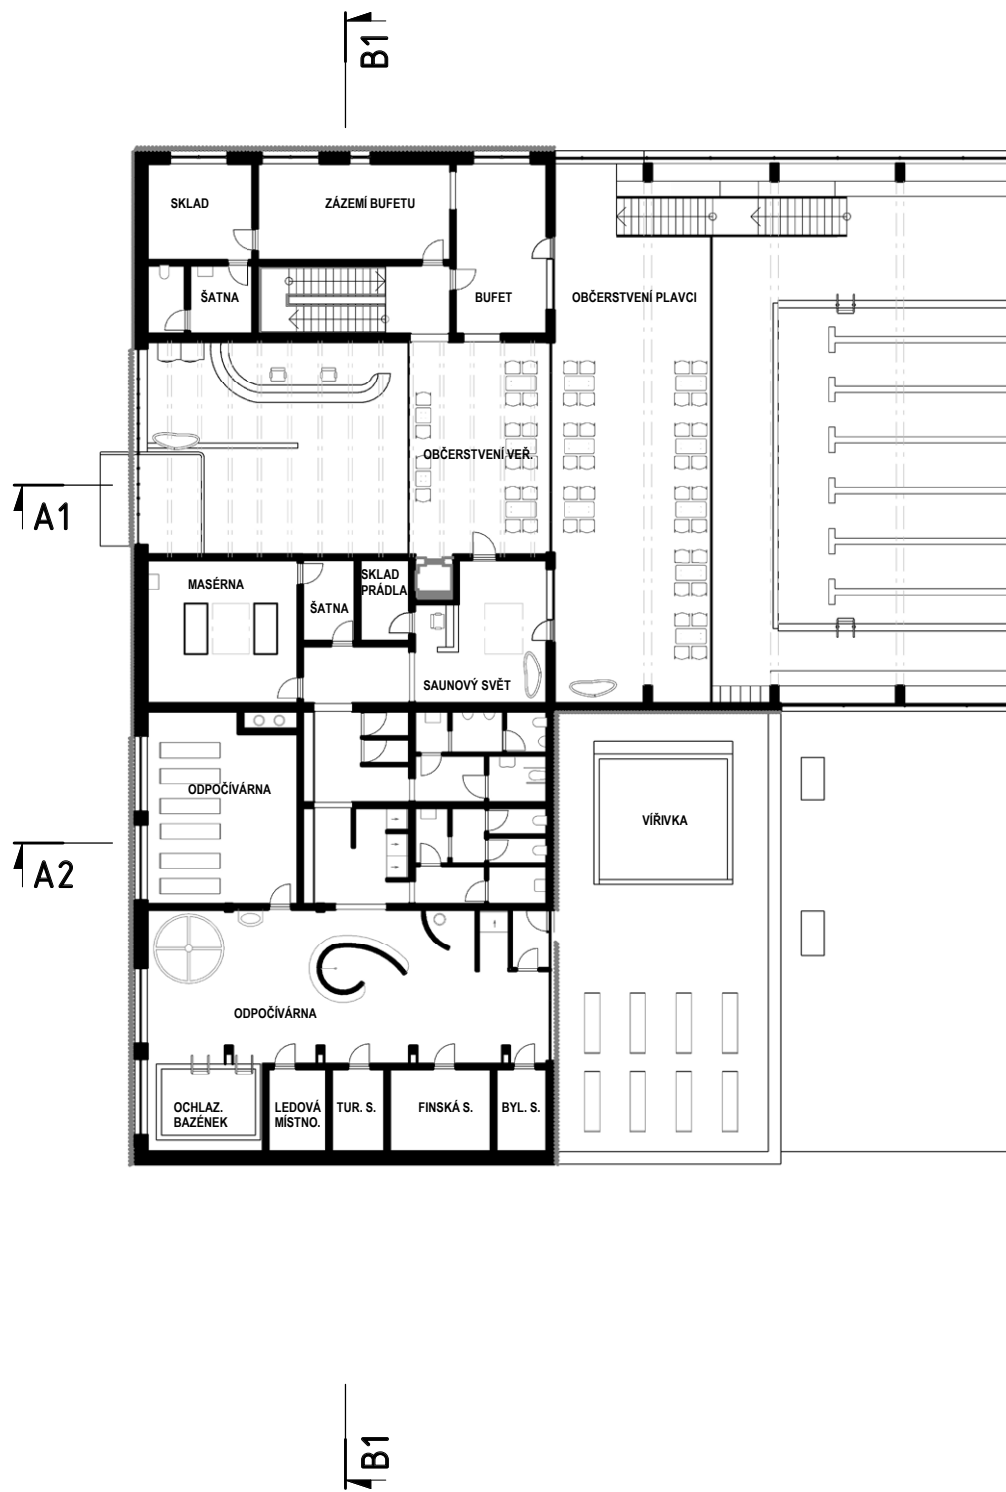 B1
SKLAD
ZÁZEMÍ BUFETU
ŠATNA
BUFET
OBČERSTVENÍ PLAVCI
OBČERSTVENÍ VEŘ.
A1
MASÉRNA
SKLAD
PRÁDLA
ŠATNA
SAUNOVÝ SVĚT
ODPOČÍVÁRNA
VÍŘIVKA
A2
ODPOČÍVÁRNA
OCHLAZ.
BAZÉNEK
LEDOVÁ
MÍSTNO.
TUR. S.
FINSKÁ S.
BYL. S.
B1